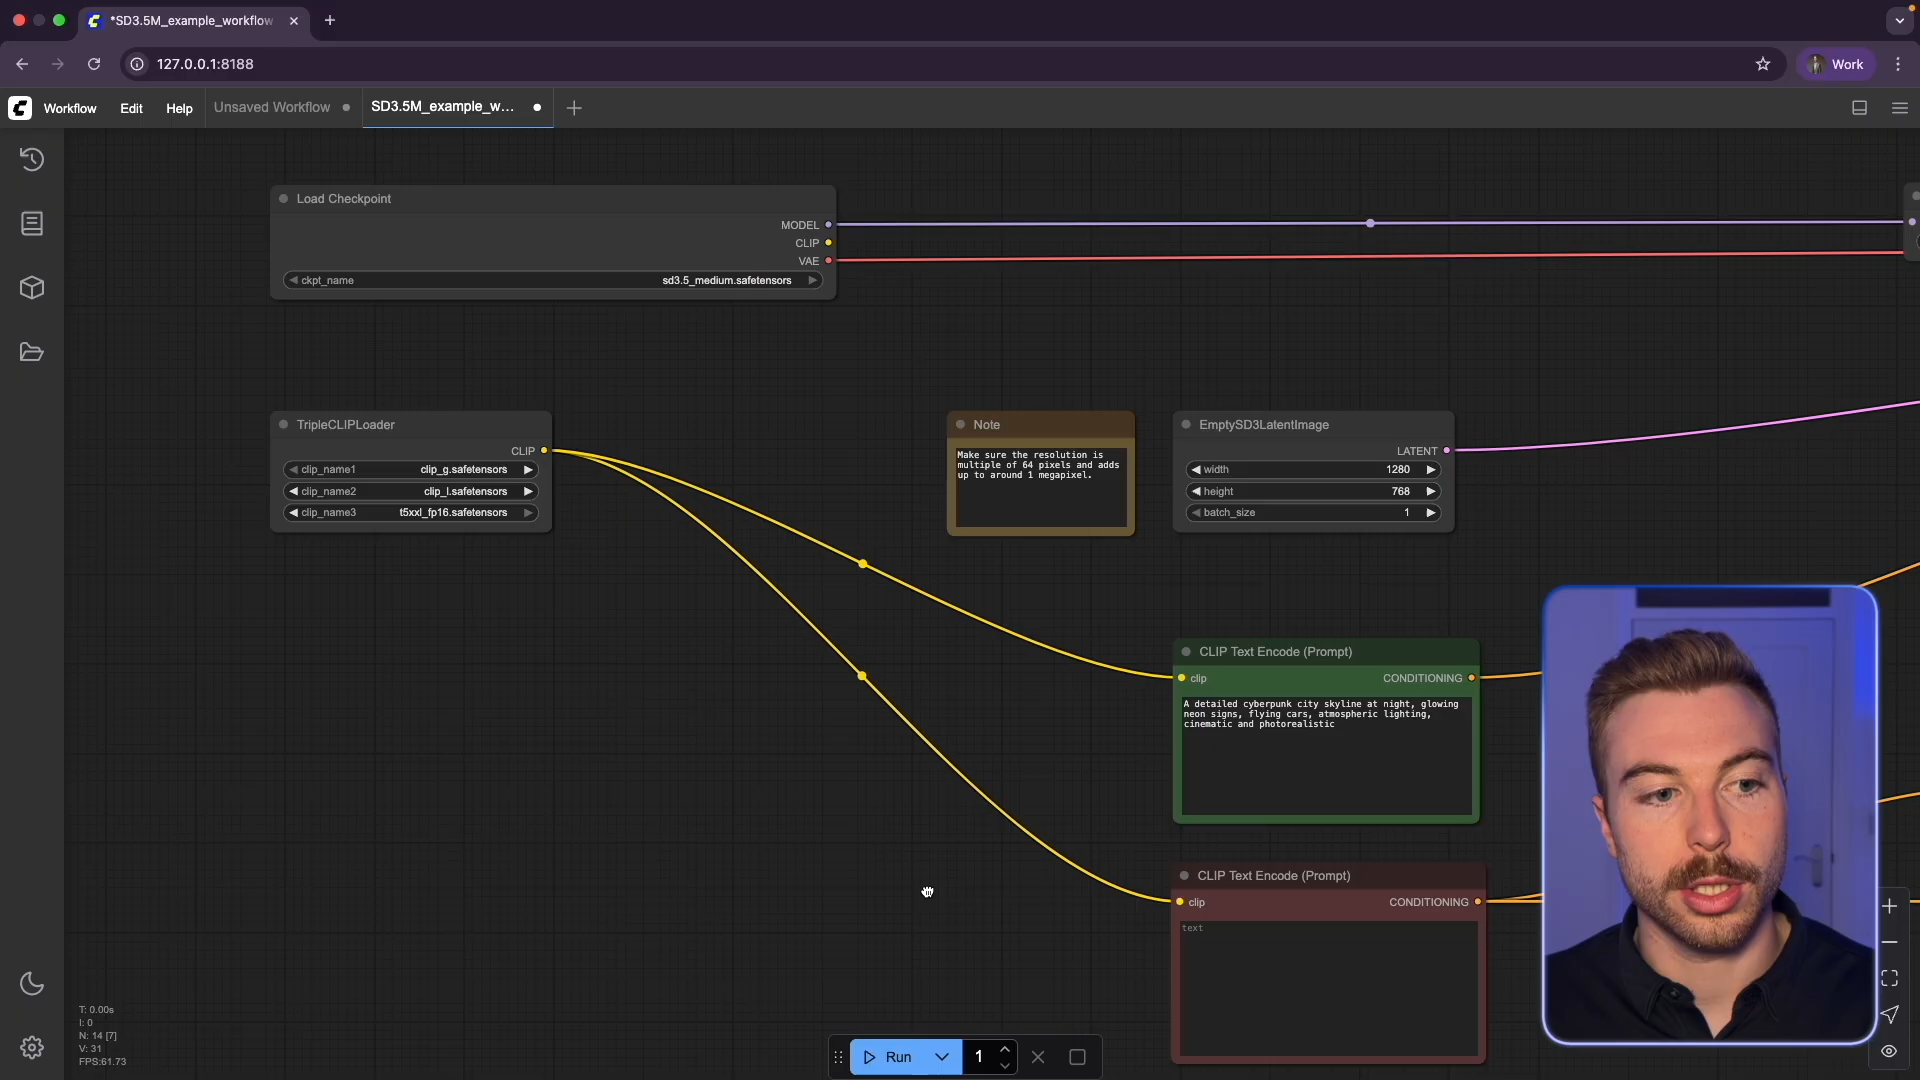 *SD3.5M_example_workflow
127.0.0.1:8188
Work
Workflow
Edit
Help
Unsaved Workflow
SD3.5M_example_w...
Load Checkpoint
MODEL
CLIP
VAE
ckpt_name
sd3.5_medium.safetensors
TripleCLIPLoader
CLIP
clip_name1
clip_g.safetensors
clip_name2
clip_l.safetensors
clip_name3
t5xxl_fp16.safetensors
Note
Make sure the resolution is
multiple of 64 pixels and adds
up to around 1 megapixel.
EmptySD3LatentImage
LATENT
width
1280
height
768
batch_size
1
CLIP Text Encode (Prompt)
clip
CONDITIONING
A detailed cyberpunk city skyline at night, glowing
neon signs, flying cars, atmospheric lighting,
cinematic and photorealistic
CLIP Text Encode (Prompt)
clip
CONDITIONING
text
T: 0.00s
I: 0
N: 14 [7]
V: 31
FPS:61.73
Run
1